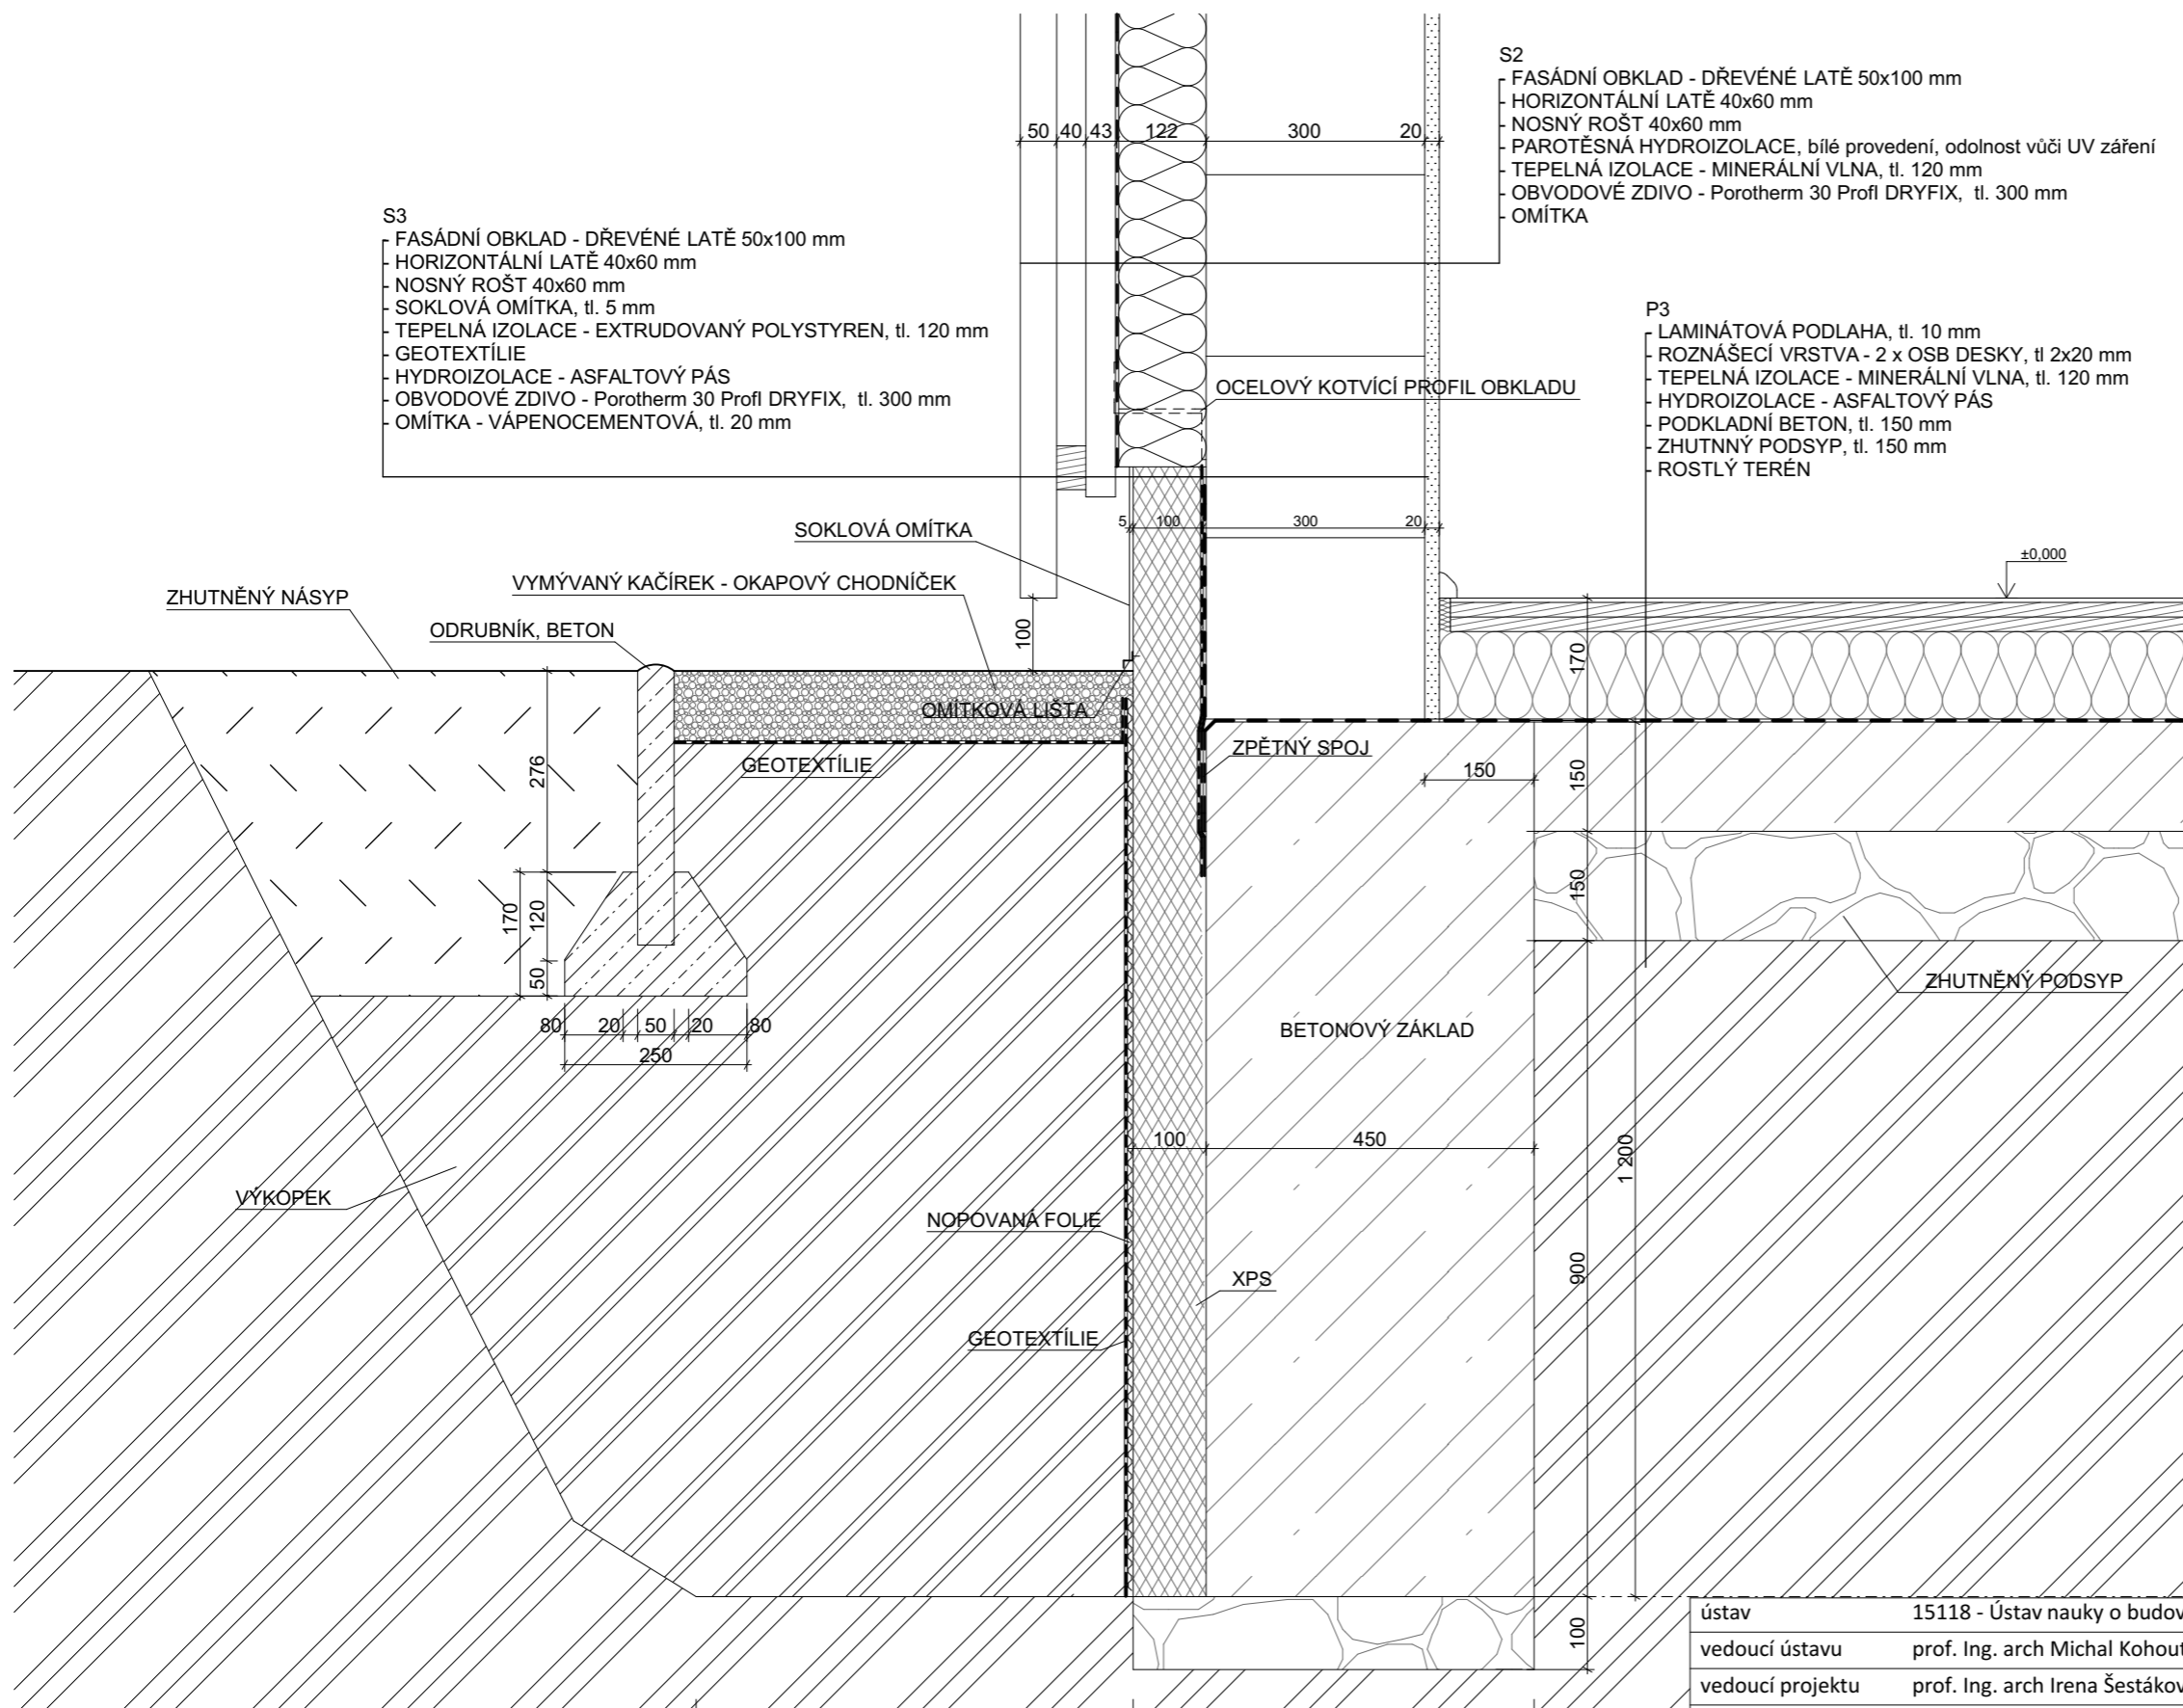 S2
- FASÁDNÍ OBKLAD - DŘEVÉNÉ LATĚ 50x100 mm
- HORIZONTÁLNÍ LATĚ 40x60 mm
- NOSNÝ ROŠT 40x60 mm
- PAROTĚSNÁ HYDROIZOLACE, bílé provedení, odolnost vůči UV záření
- TEPELNÁ IZOLACE - MINERÁLNÍ VLNA, tl. 120 mm
- OBVODOVÉ ZDIVO - Porotherm 30 Profl DRYFIX, tl. 300 mm
- OMÍTKA
50 40 43 122 300 20
S3
- FASÁDNÍ OBKLAD - DŘEVÉNÉ LATĚ 50x100 mm
- HORIZONTÁLNÍ LATĚ 40x60 mm
- NOSNÝ ROŠT 40x60 mm
- SOKLOVÁ OMÍTKA, tl. 5 mm
- TEPELNÁ IZOLACE - EXTRUDOVANÝ POLYSTYREN, tl. 120 mm
- GEOTEXTÍLIE
- HYDROIZOLACE - ASFALTOVÝ PÁS
- OBVODOVÉ ZDIVO - Porotherm 30 Profl DRYFIX, tl. 300 mm
- OMÍTKA - VÁPENOCEMENTOVÁ, tl. 20 mm
P3
- LAMINÁTOVÁ PODLAHA, tl. 10 mm
- ROZNÁŠECÍ VRSTVA - 2 x OSB DESKY, tl 2x20 mm
- TEPELNÁ IZOLACE - MINERÁLNÍ VLNA, tl. 120 mm
- HYDROIZOLACE - ASFALTOVÝ PÁS
- PODKLADNÍ BETON, tl. 150 mm
- ZHUTNNÝ PODSYP, tl. 150 mm
- ROSTLÝ TERÉN
OCELOVÝ KOTVÍCÍ PROFIL OBKLADU
5 100 300 20
SOKLOVÁ OMÍTKA
±0,000
VYMÝVANÝ KAČÍREK - OKAPOVÝ CHODNÍČEK
ZHUTNĚNÝ NÁSYP
ODRUBNÍK, BETON
100
170
OMÍTKOVÁ LIŠTA
ZPĚTNÝ SPOJ
GEOTEXTÍLIE
276
150
150
150
170
120
50
ZHUTNĚNÝ PODSYP
80 20 50 20 80
250
BETONOVÝ ZÁKLAD
100 450
1 200
VÝKOPEK
NOPOVANÁ FOLIE
900
XPS
GEOTEXTÍLIE
100
ústav 15118 - Ústav nauky o budov
vedoucí ústavu prof. Ing. arch Michal Kohout
vedoucí projektu prof. Ing. arch Irena Šestákov